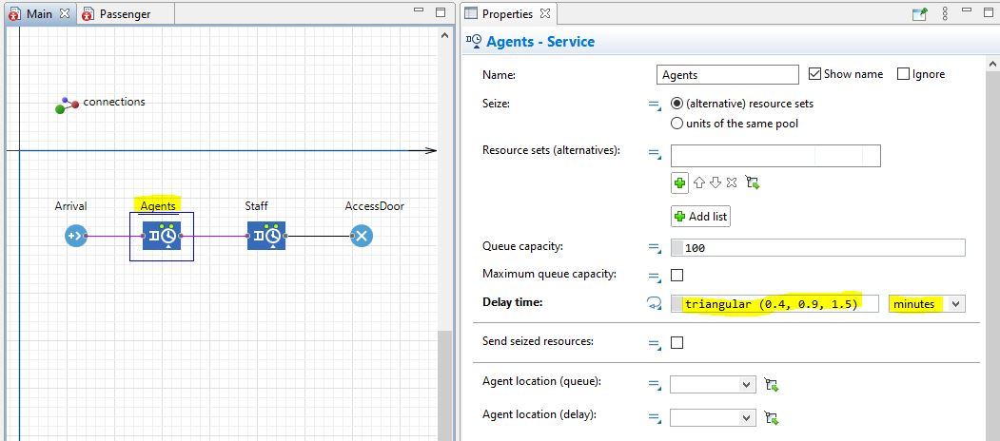 Main
Passenger
connections
Arrival
Agents
Staff
AccessDoor
Properties
Agents - Service
Name:
Agents
Show name
Ignore
Seize:
(alternative) resource sets
units of the same pool
Resource sets (alternatives):
Add list
Queue capacity:
100
Maximum queue capacity:
Delay time:
triangular (0.4, 0.9, 1.5)
minutes
Send seized resources:
Agent location (queue):
Agent location (delay):